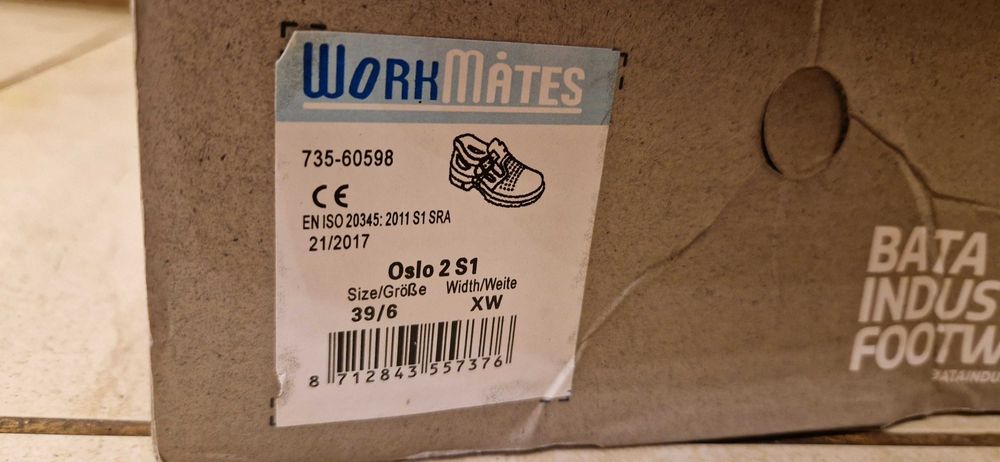 WORKMATES
735-60598
CE
EN ISO 20345: 2011 S1 SRA
21/2017
Oslo 2 S1
Size/Größe Width/Weite
39/6 XW
8 712843 557376
BATA
INDUS
FOOTW
BATAINDU